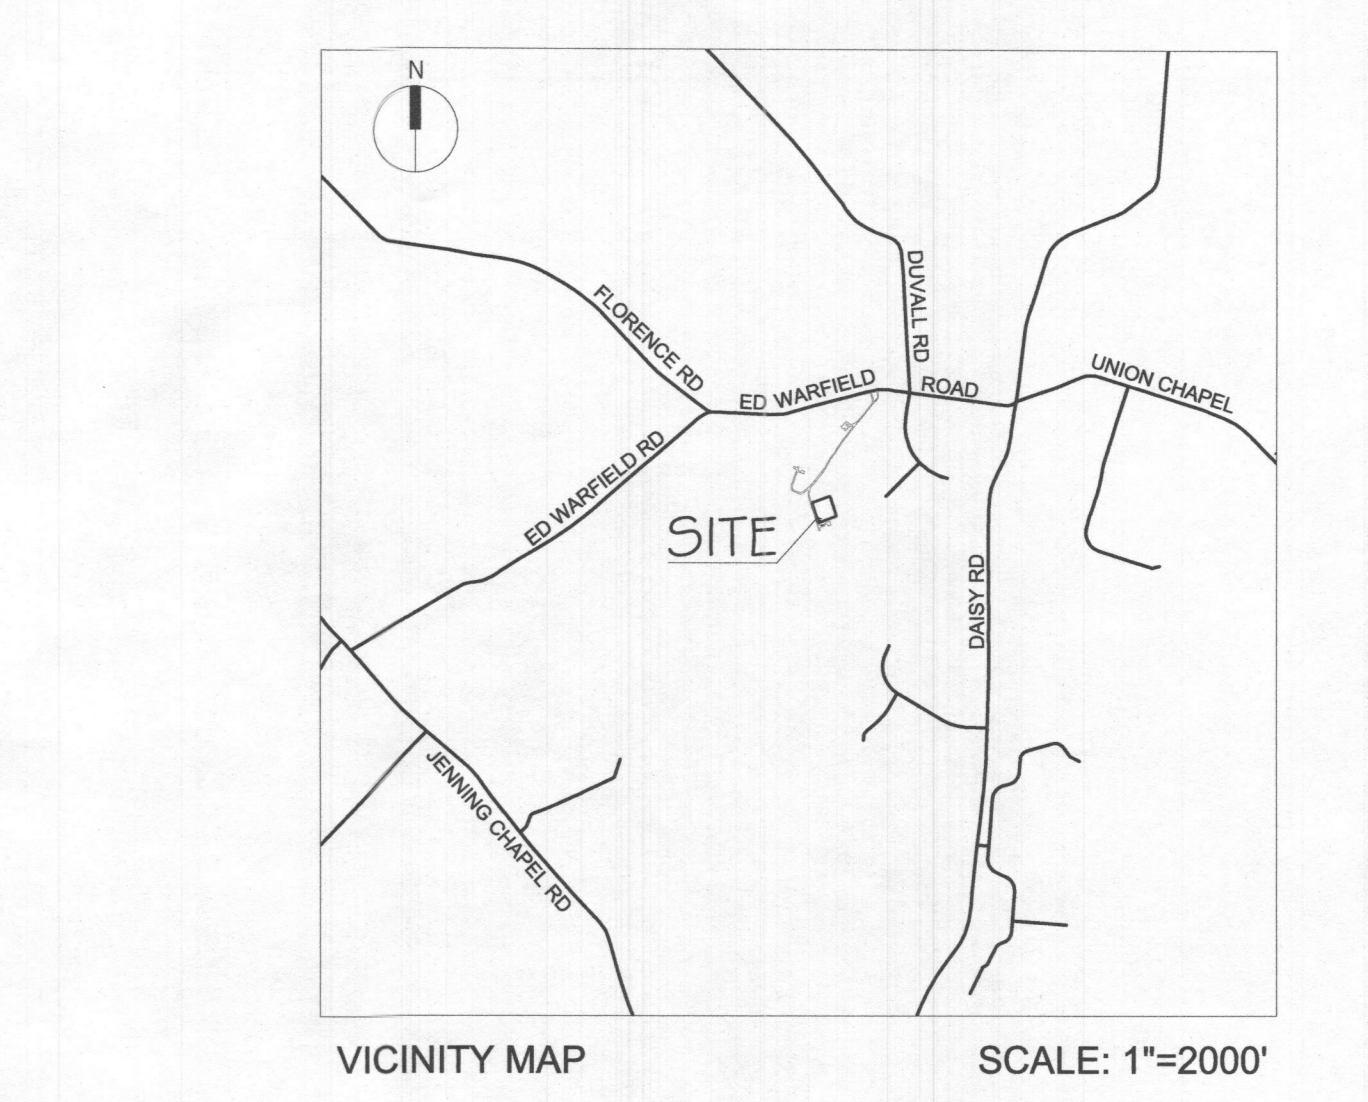 N
DUVALL RD
FLORENCE RD
UNION CHAPEL
ED WARFIELD ROAD
ED WARFIELD RD
SITE
DAISY RD
JENNING CHAPEL RD
VICINITY MAP
SCALE: 1"=2000'